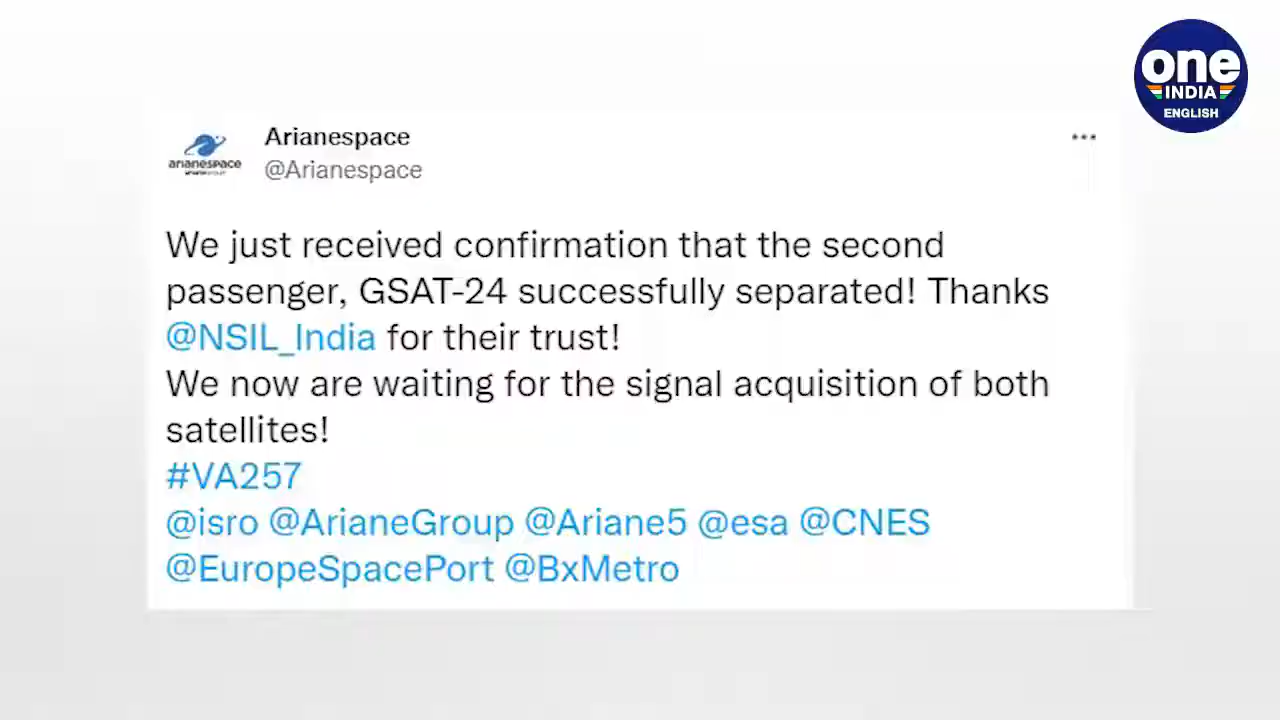 one
INDIA
ENGLISH
Arianespace
@Arianespace
arianespace
We just received confirmation that the second
passenger, GSAT-24 successfully separated! Thanks
@NSIL_India for their trust!
We now are waiting for the signal acquisition of both
satellites!
#VA257
@isro @ArianeGroup @Ariane5 @esa @CNES
@EuropeSpacePort @BxMetro